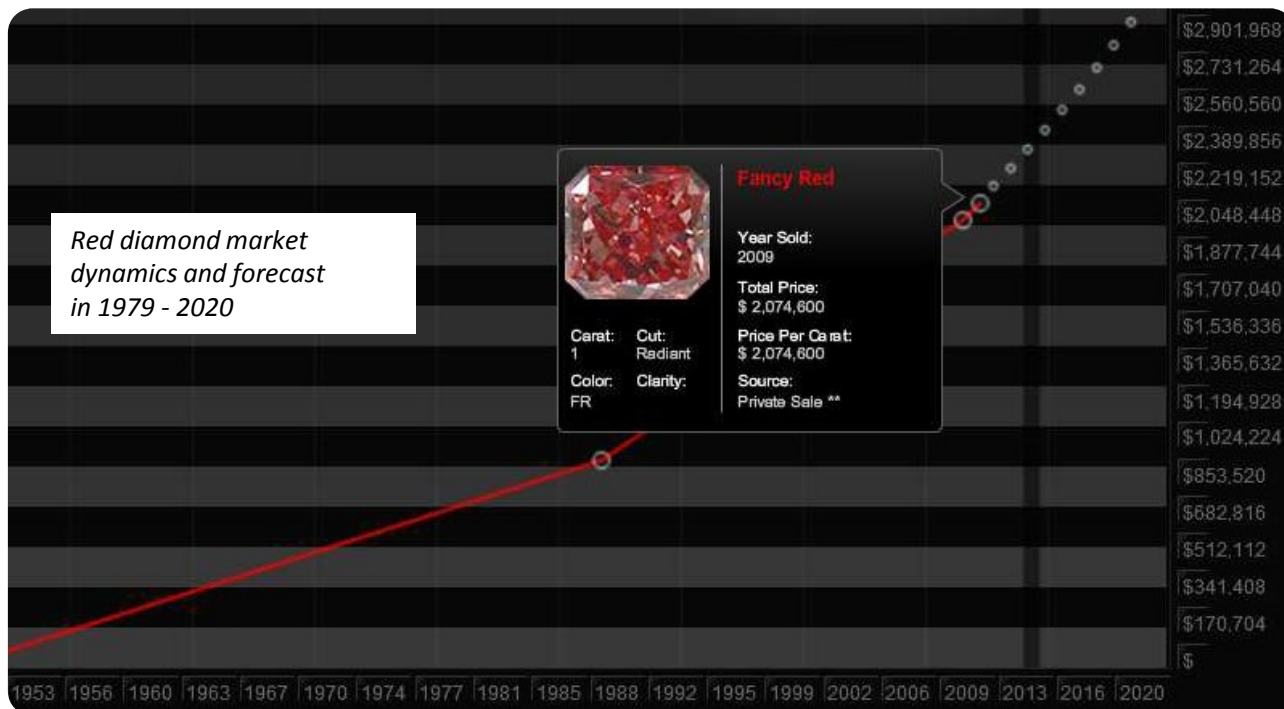 $2,901,968
$2,731,264
$2,560,560
$2,389,856
$2,219,152
$2,048,448
$1,877,744
$1,707,040
$1,536,336
$1,365,632
$1,194,928
$1,024,224
$853,520
$682,816
$512,112
$341,408
$170,704
$
Red diamond market
dynamics and forecast
in 1979 - 2020
Fancy Red
Year Sold:
2009
Total Price:
$ 2,074,600
Price Per Carat:
$ 2,074,600
Source:
Private Sale **
Carat: Cut:
1 Radiant
Color: Clarity:
FR
1953 1956 1960 1963 1967 1970 1974 1977 1981 1985 1988 1992 1995 1999 2002 2006 2009 2013 2016 2020